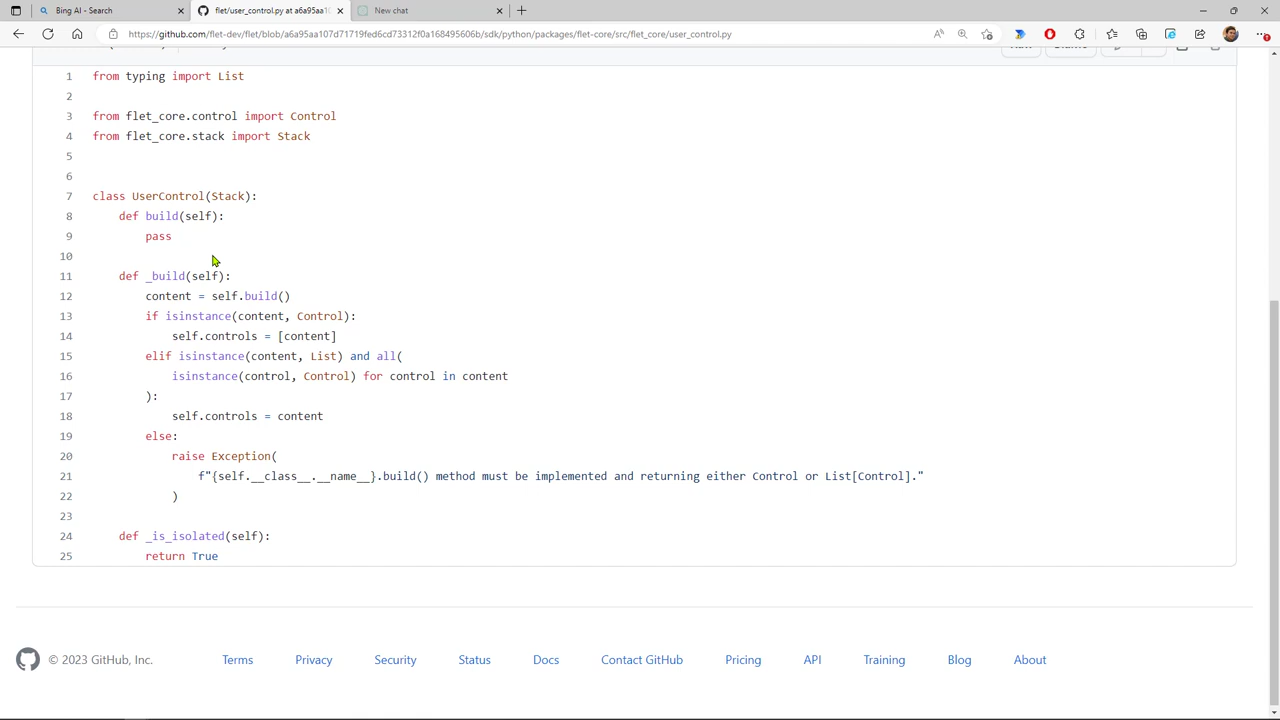 Bing AI - Search
flet/user_control.py at a6a95aa10
New chat
https://github.com/flet-dev/flet/blob/a6a95aa107d71719fed6cd73312f0a168495606b/sdk/python/packages/flet-core/src/flet_core/user_control.py
1 from typing import List
2
3 from flet_core.control import Control
4 from flet_core.stack import Stack
5
6
7 class UserControl(Stack):
8 def build(self):
9 pass
10
11 def _build(self):
12 content = self.build()
13 if isinstance(content, Control):
14 self.controls = [content]
15 elif isinstance(content, List) and all(
16 isinstance(control, Control) for control in content
17 ):
18 self.controls = content
19 else:
20 raise Exception(
21 f"{self.__class__.__name__}.build() method must be implemented and returning either Control or List[Control]."
22 )
23
24 def _is_isolated(self):
25 return True
© 2023 GitHub, Inc.
Terms
Privacy
Security
Status
Docs
Contact GitHub
Pricing
API
Training
Blog
About